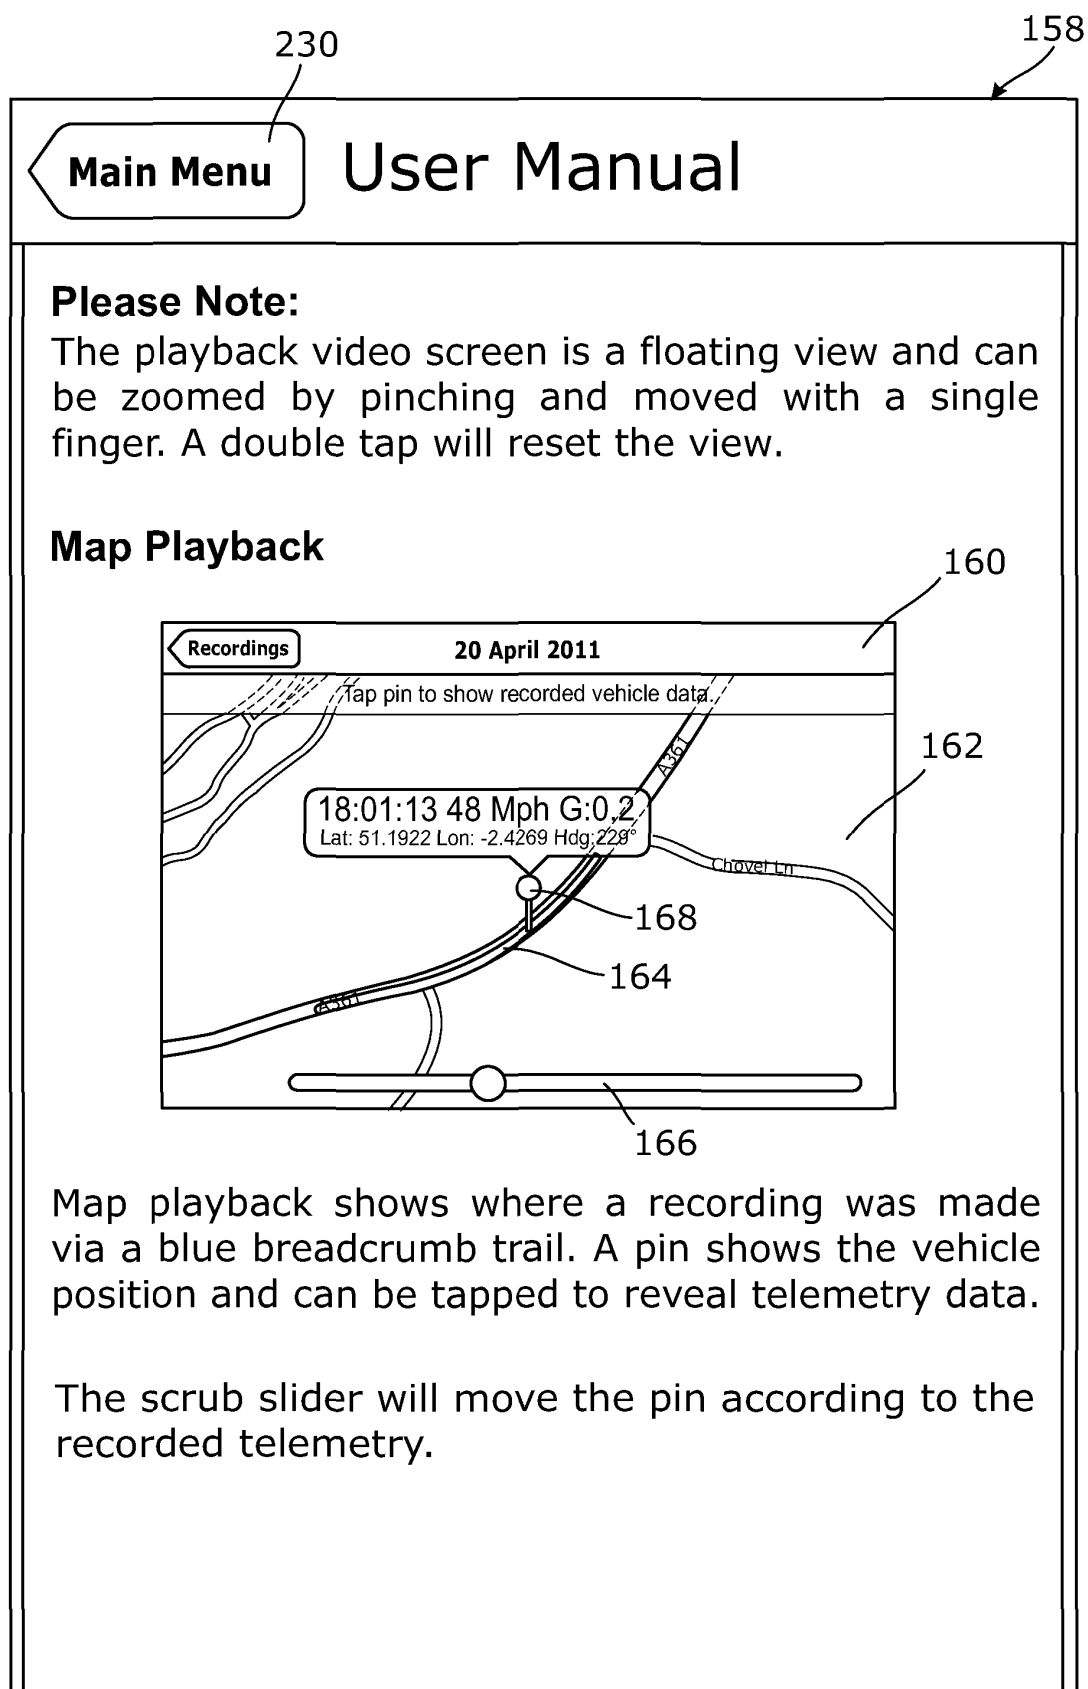 230
158
Main Menu
User Manual
Please Note:
The playback video screen is a floating view and can
be zoomed by pinching and moved with a single
finger. A double tap will reset the view.
Map Playback
160
Recordings
20 April 2011
Tap pin to show recorded vehicle data.
162
A361
18:01:13 48 Mph G:0.2
Lat: 51.1922 Lon: -2.4269 Hdg:229°
Chovel Ln
168
164
A361
166
Map playback shows where a recording was made
via a blue breadcrumb trail. A pin shows the vehicle
position and can be tapped to reveal telemetry data.
The scrub slider will move the pin according to the
recorded telemetry.